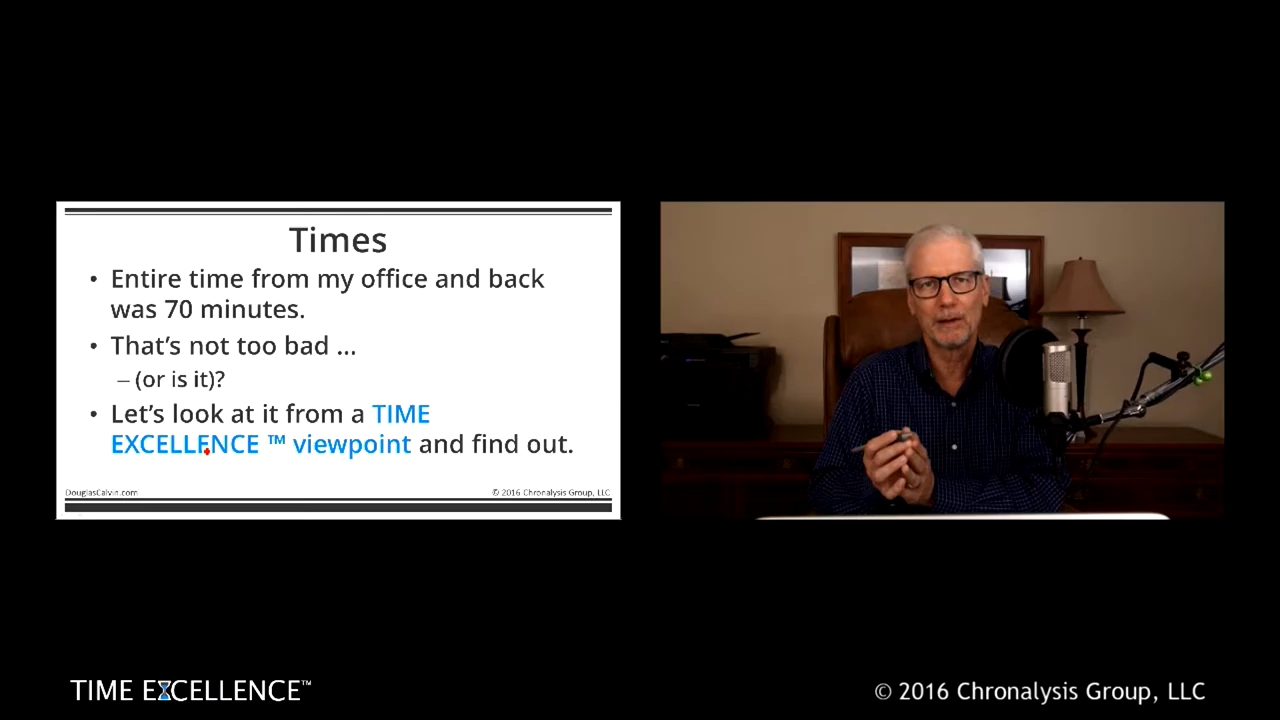 Times
• Entire time from my office and back
was 70 minutes.
• That’s not too bad ...
– (or is it)?
• Let’s look at it from a TIME
EXCELLENCE ™ viewpoint and find out.
DouglasCalvin.com
© 2016 Chronalysis Group, LLC
TIME EXCELLENCE™
© 2016 Chronalysis Group, LLC